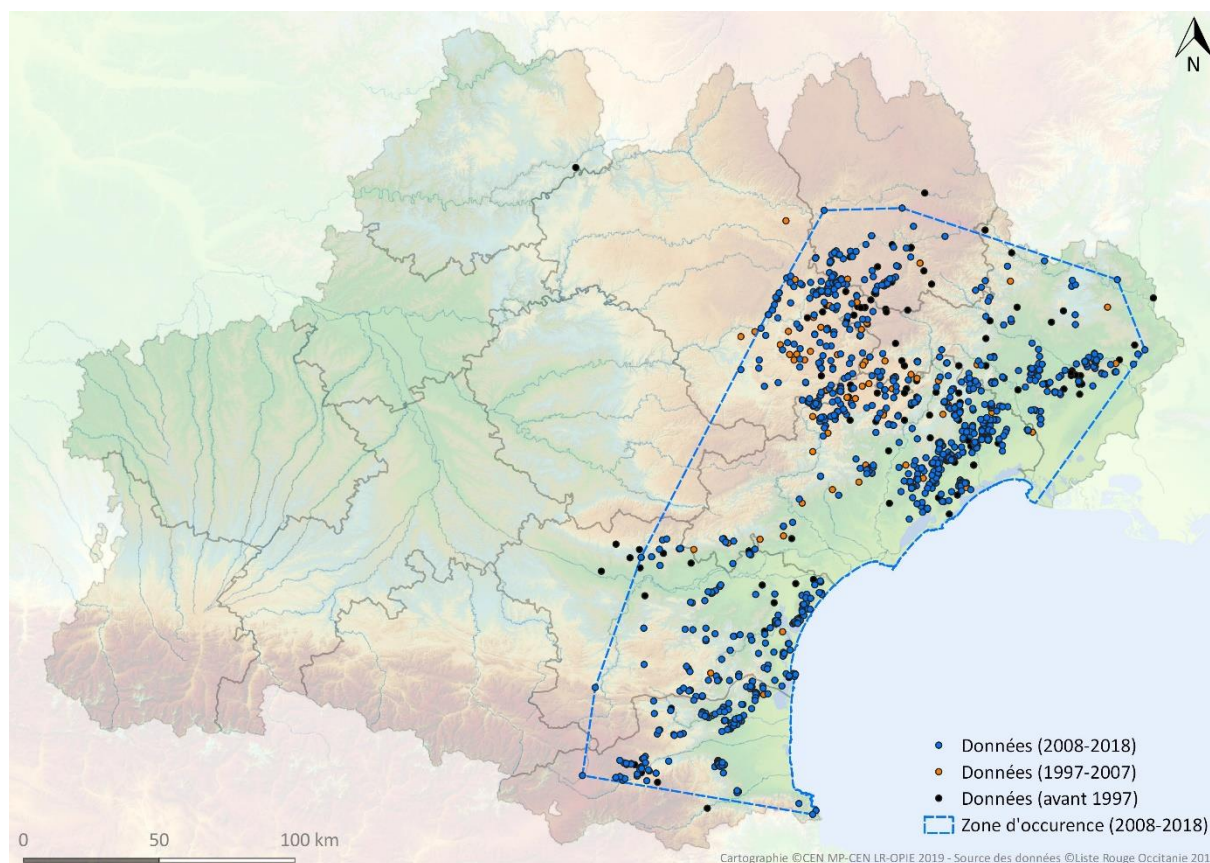 N
Données (2008-2018)
Données (1997-2007)
Données (avant 1997)
Zone d'occurence (2008-2018)
0 50 100 km
Cartographie ©CEN MP-CEN LR-OPIE 2019 - Source des données ©Liste Rouge Occitanie 201